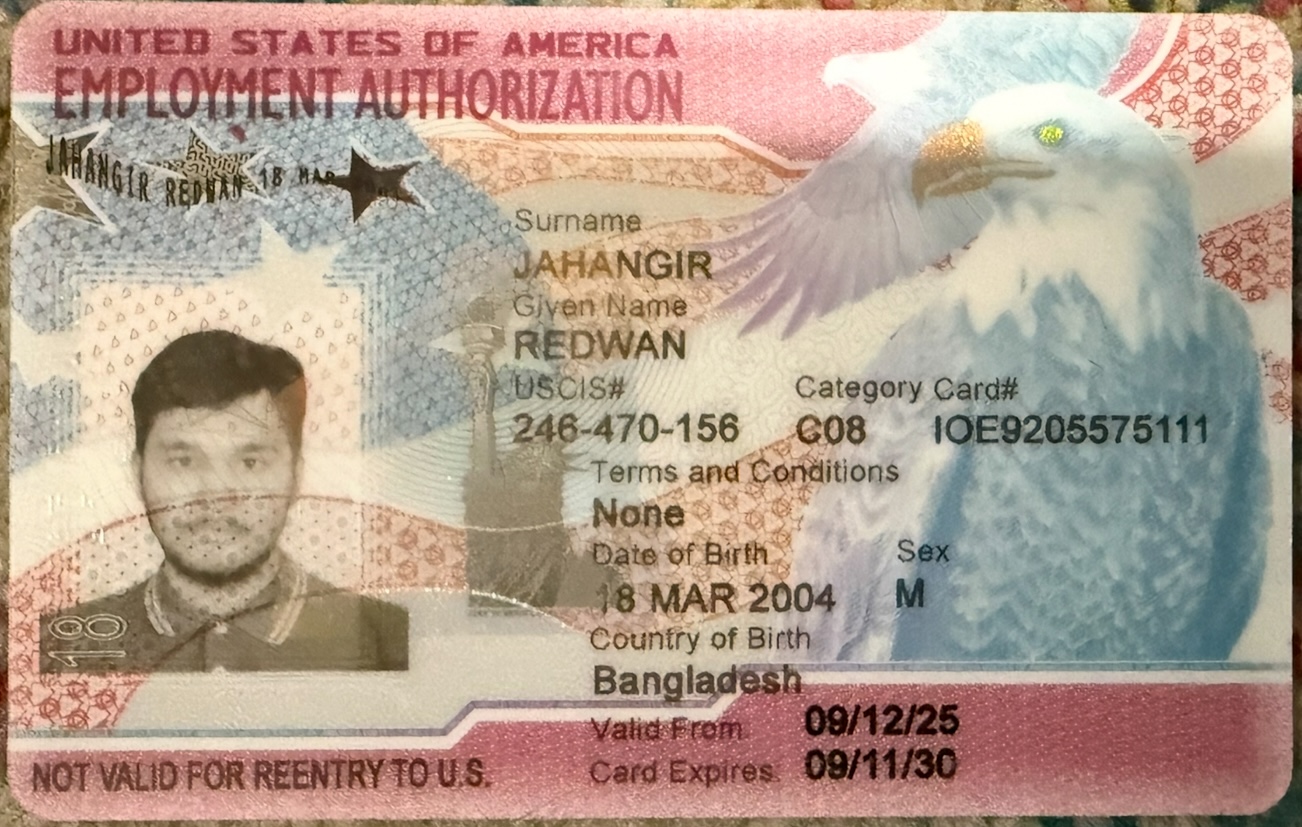 UNITED STATES OF AMERICA
EMPLOYMENT AUTHORIZATION
JAHANGIR REDWAN 18 MAR
Surname
JAHANGIR
Given Name
REDWAN
USCIS# Category Card#
246-470-156 C08 IOE9205575111
Terms and Conditions
None
Date of Birth Sex
18 MAR 2004 M
Country of Birth
Bangladesh
18
Valid From 09/12/25
Card Expires 09/11/30
NOT VALID FOR REENTRY TO U.S.